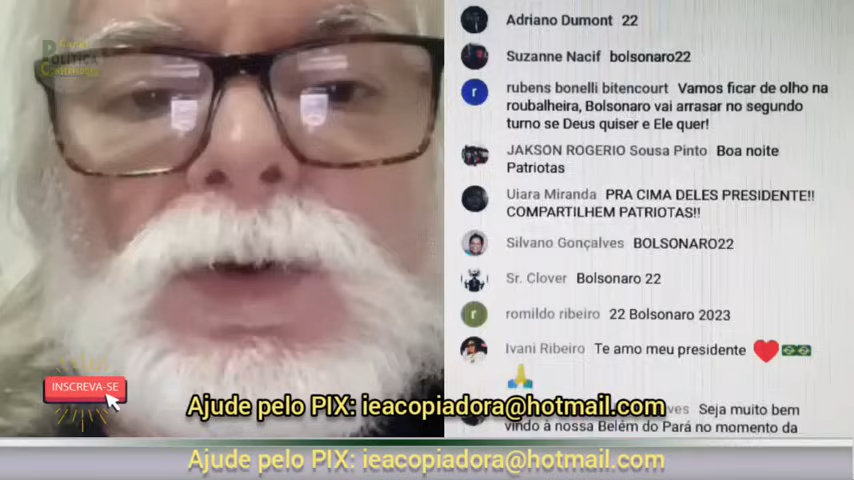 Canal
POLÍTICA
INSCREVA-SE
Adriano Dumont 22
Suzanne Nacif bolsonaro22
r rubens bonelli bitencourt Vamos ficar de olho na
roubalheira, Bolsonaro vai arrasar no segundo
turno se Deus quiser e Ele quer!
JAKSON ROGERIO Sousa Pinto Boa noite
Patriotas
Uiara Miranda PRA CIMA DELES PRESIDENTE!!
COMPARTILHEM PATRIOTAS!!
Silvano Gonçalves BOLSONARO22
Sr. Clover Bolsonaro 22
r romildo ribeiro 22 Bolsonaro 2023
Ivani Ribeiro Te amo meu presidente
ves Seja muito bem
vindo à nossa Belém do Pará no momento da
Ajude pelo PIX: ieacopiadora@hotmail.com
Ajude pelo PIX: ieacopiadora@hotmail.com